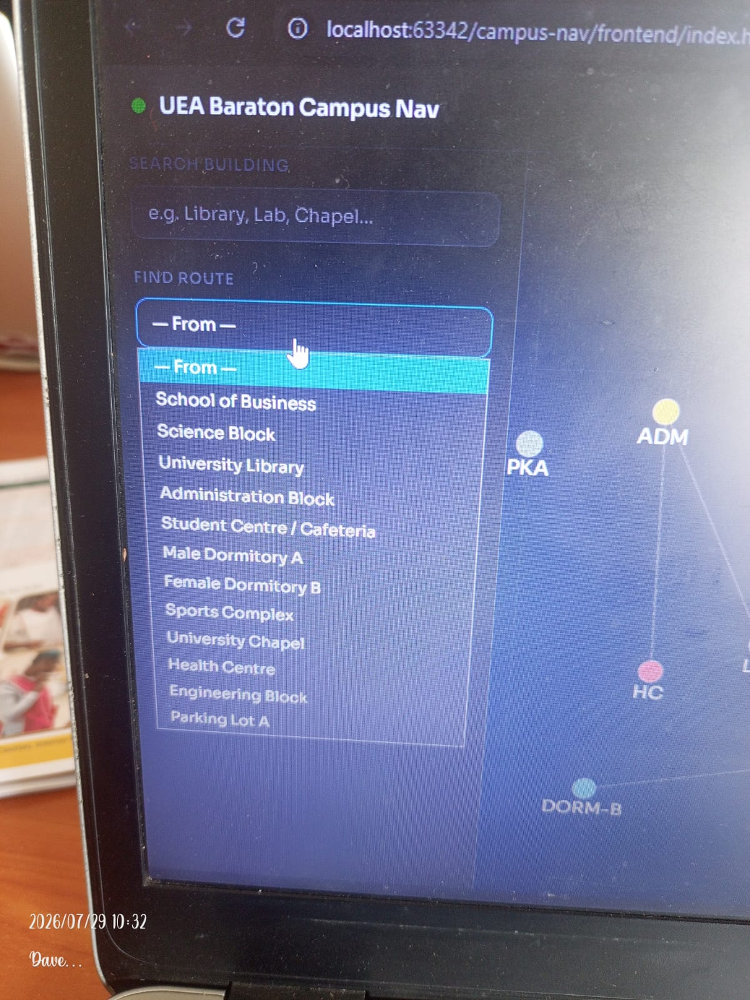 localhost:63342/campus-nav/frontend/index.h
UEA Baraton Campus Nav
SEARCH BUILDING
e.g. Library, Lab, Chapel...
FIND ROUTE
— From —
— From —
School of Business
Science Block
University Library
Administration Block
Student Centre / Cafeteria
Male Dormitory A
Female Dormitory B
Sports Complex
University Chapel
Health Centre
Engineering Block
Parking Lot A
ADM
PKA
L
HC
DORM-B
2026/07/29 10:32
Dave...